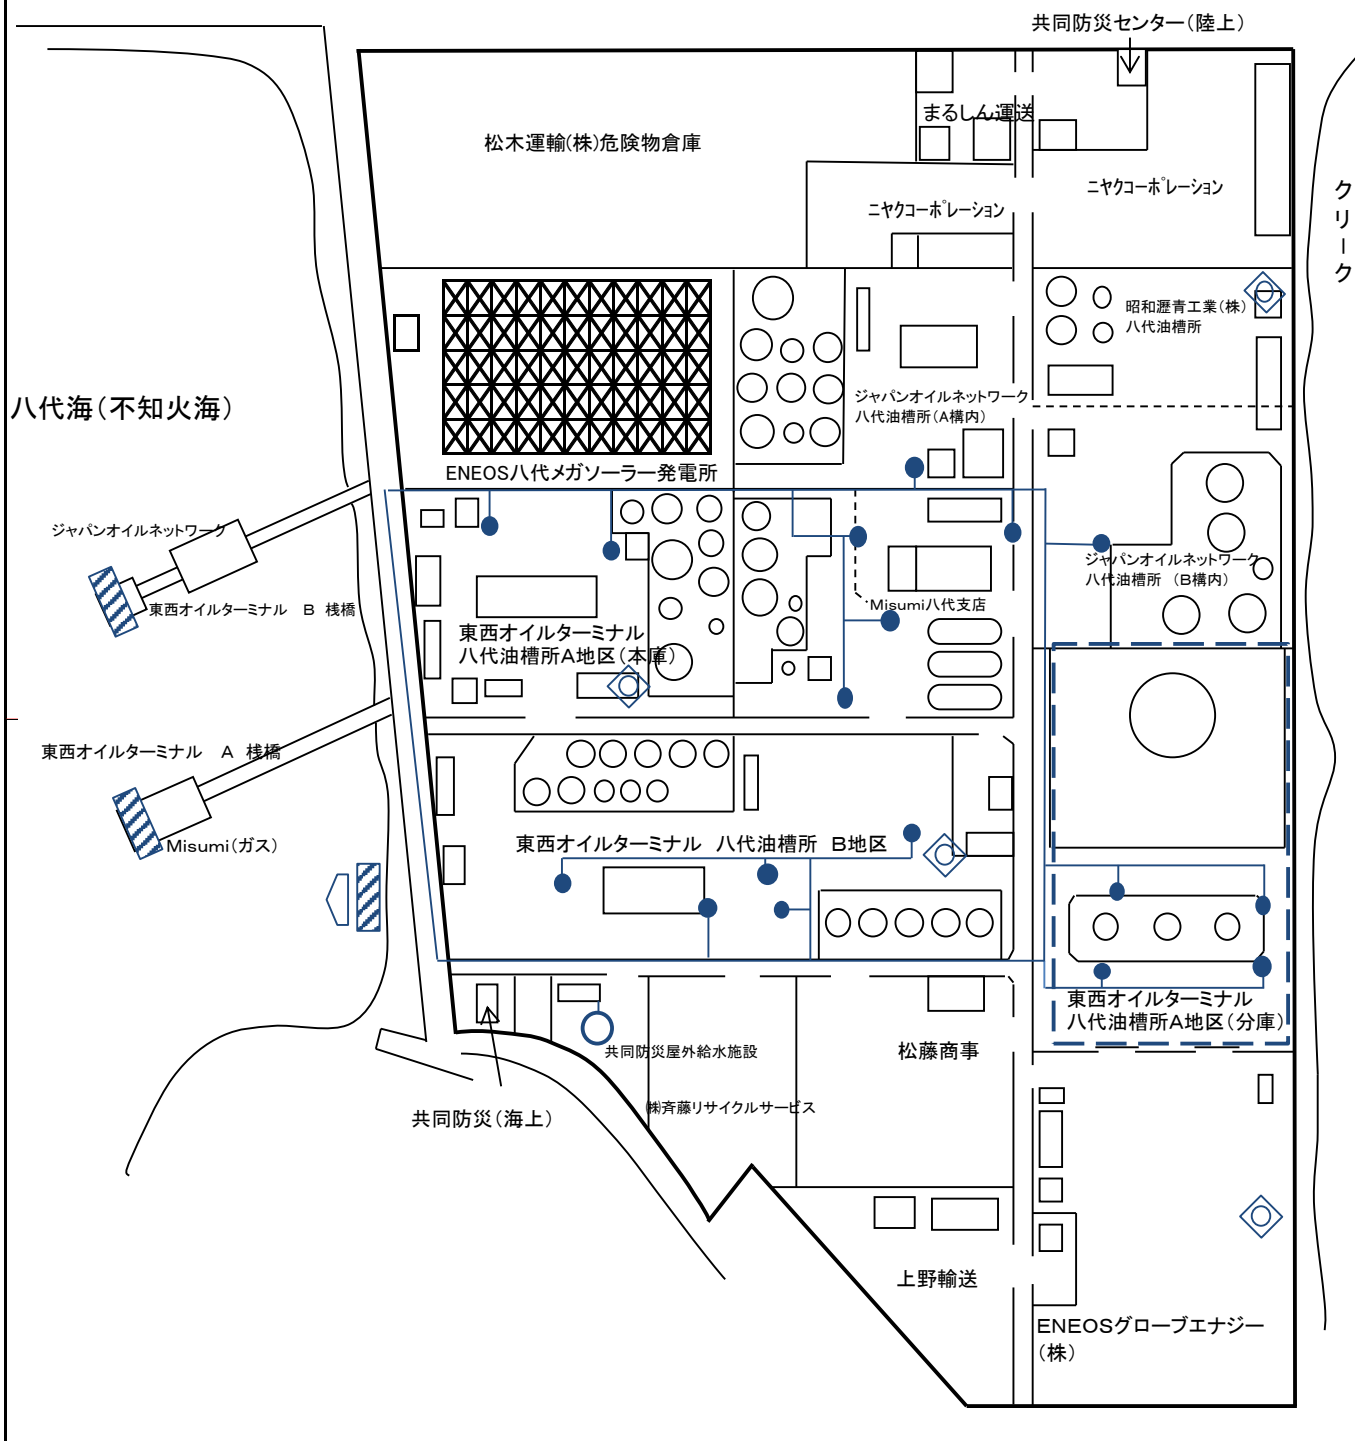 共同防災センター(陸上)
まるしん運送
松木運輸(株)危険物倉庫
ニヤクコーポレーション
ニヤクコーポレーション
クリーク
昭和瀝青工業(株)
八代油槽所
八代海(不知火海)
ジャパンオイルネットワーク
八代油槽所(A構内)
ENEOS八代メガソーラー発電所
ジャパンオイルネットワーク
ジャパンオイルネットワーク
八代油槽所 (B構内)
東西オイルターミナル B 桟橋
Misumi八代支店
東西オイルターミナル
八代油槽所A地区(本庫)
東西オイルターミナル A 桟橋
Misumi(ガス)
東西オイルターミナル 八代油槽所 B地区
東西オイルターミナル
八代油槽所A地区(分庫)
共同防災屋外給水施設
松藤商事
共同防災(海上)
㈱斉藤リサイクルサービス
上野輸送
ENEOSグローブエナジー
(株)